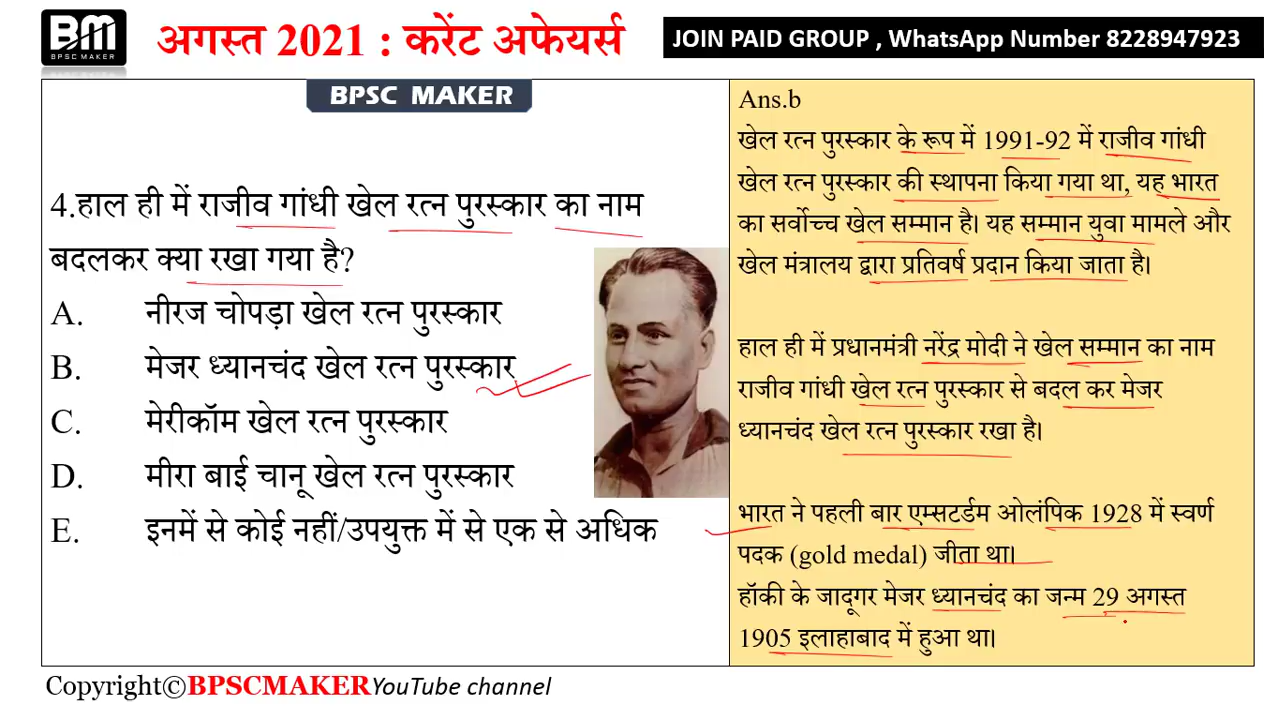 BM
BPSC MAKER
अगस्त 2021 : करेंट अफेयर्स
JOIN PAID GROUP , WhatsApp Number 8228947923
BPSC MAKER
4.हाल ही में राजीव गांधी खेल रत्न पुरस्कार का नाम
बदलकर क्या रखा गया है?
A. नीरज चोपड़ा खेल रत्न पुरस्कार
B. मेजर ध्यानचंद खेल रत्न पुरस्कार
C. मेरीकॉम खेल रत्न पुरस्कार
D. मीरा बाई चानू खेल रत्न पुरस्कार
E. इनमें से कोई नहीं/उपयुक्त में से एक से अधिक
Ans.b
खेल रत्न पुरस्कार के रूप में 1991-92 में राजीव गांधी
खेल रत्न पुरस्कार की स्थापना किया गया था, यह भारत
का सर्वोच्च खेल सम्मान है। यह सम्मान युवा मामले और
खेल मंत्रालय द्वारा प्रतिवर्ष प्रदान किया जाता है।
हाल ही में प्रधानमंत्री नरेंद्र मोदी ने खेल सम्मान का नाम
राजीव गांधी खेल रत्न पुरस्कार से बदल कर मेजर
ध्यानचंद खेल रत्न पुरस्कार रखा है।
भारत ने पहली बार एम्सटर्डम ओलंपिक 1928 में स्वर्ण
पदक (gold medal) जीता था।
हॉकी के जादूगर मेजर ध्यानचंद का जन्म 29 अगस्त
1905 इलाहाबाद में हुआ था।
Copyright©BPSCMAKERYouTube channel